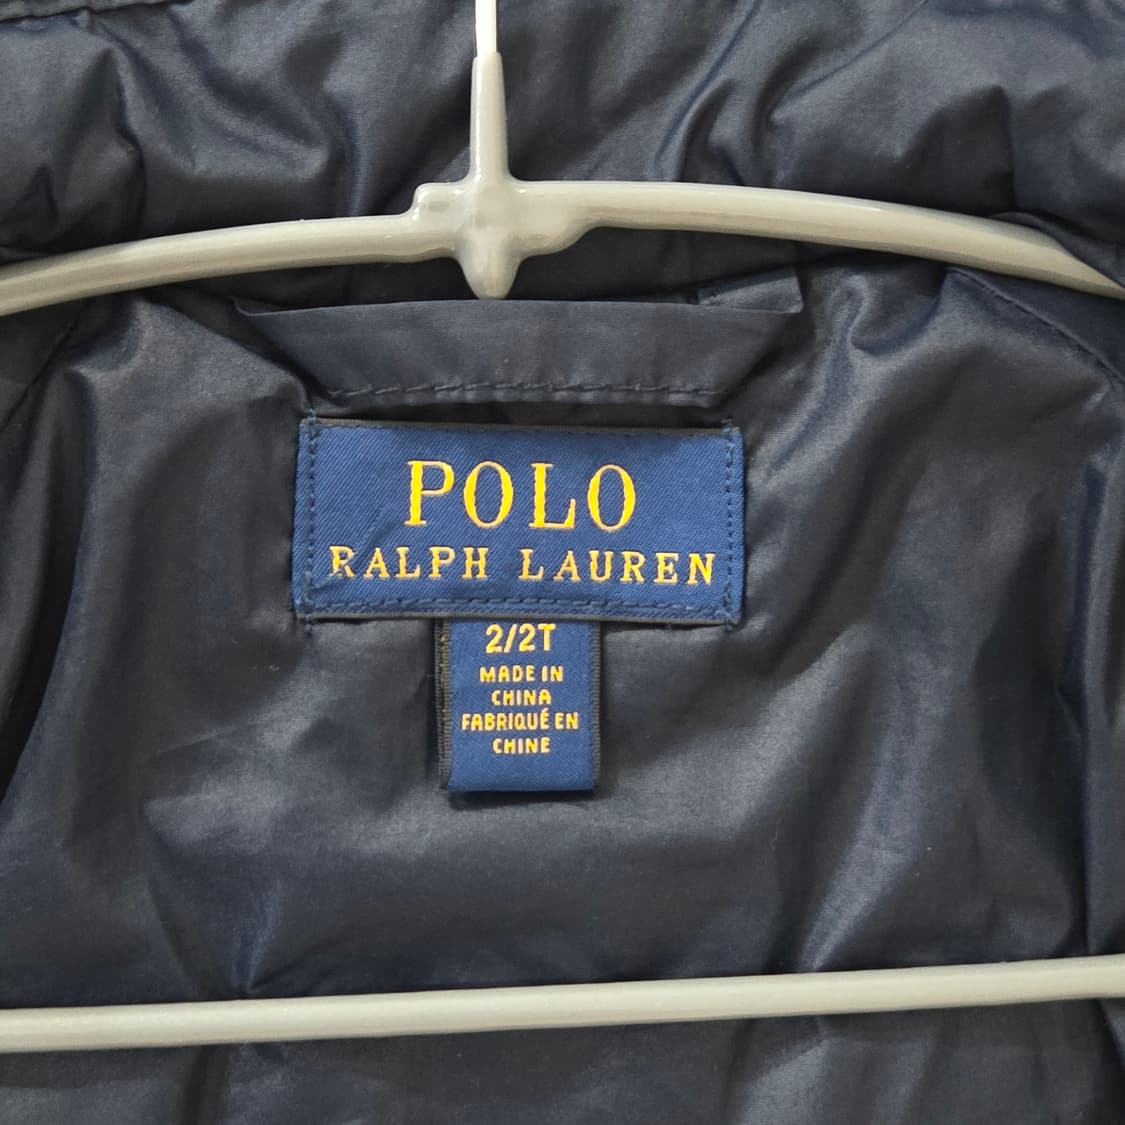 POLO
RALPH LAUREN
2/2T
MADE IN
CHINA
FABRIQUÉ EN
CHINE